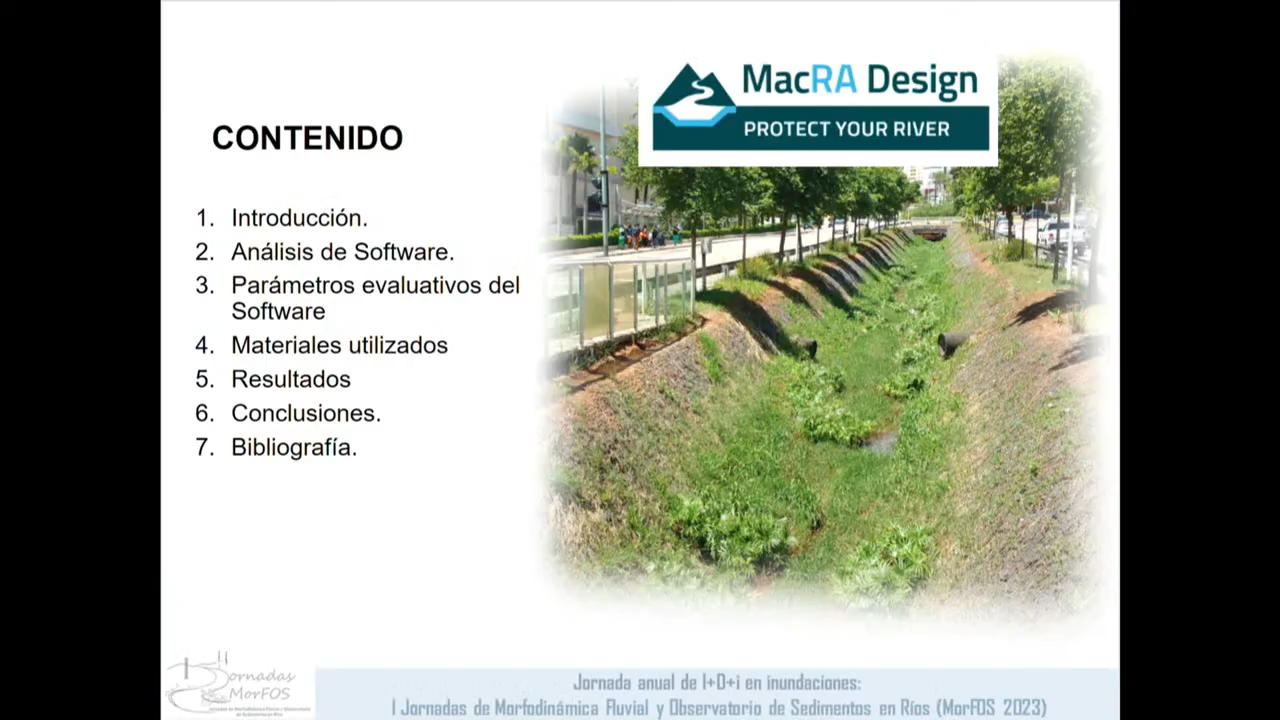 MacRA Design
PROTECT YOUR RIVER
CONTENIDO
1. Introducción.
2. Análisis de Software.
3. Parámetros evaluativos del
Software
4. Materiales utilizados
5. Resultados
6. Conclusiones.
7. Bibliografía.
Jornadas
MorFOS
Jornada anual de I+D+i en inundaciones:
I Jornadas de Morfodinámica Fluvial y Observatorio de Sedimentos en Ríos (MorFOS 2023)